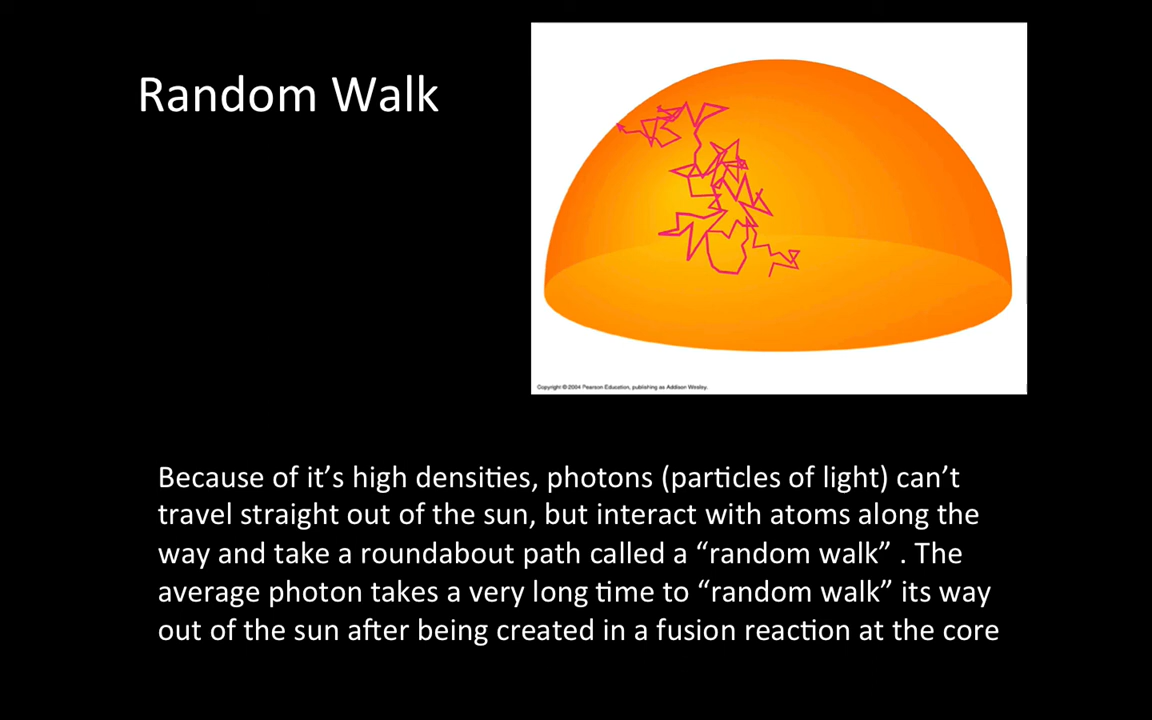 Random Walk
Copyright © 2004 Pearson Education, publishing as Addison Wesley.
Because of it’s high densities, photons (particles of light) can’t
travel straight out of the sun, but interact with atoms along the
way and take a roundabout path called a “random walk” . The
average photon takes a very long time to “random walk” its way
out of the sun after being created in a fusion reaction at the core